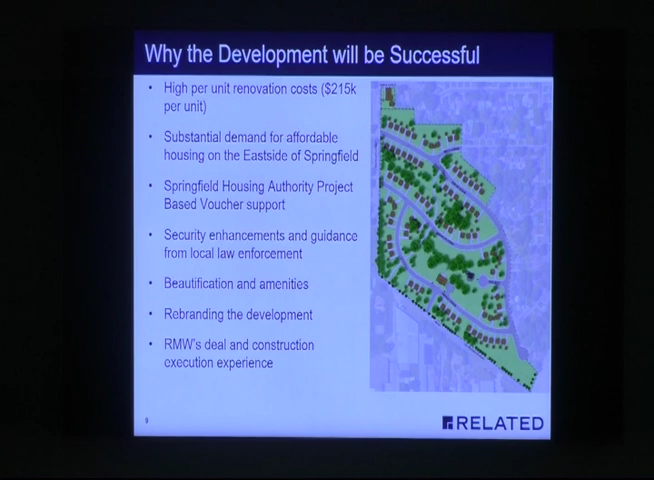 Why the Development will be Successful
• High per unit renovation costs ($215k
per unit)
• Substantial demand for affordable
housing on the Eastside of Springfield
• Springfield Housing Authority Project
Based Voucher support
• Security enhancements and guidance
from local law enforcement
• Beautification and amenities
• Rebranding the development
• RMW's deal and construction
execution experience
9
RELATED